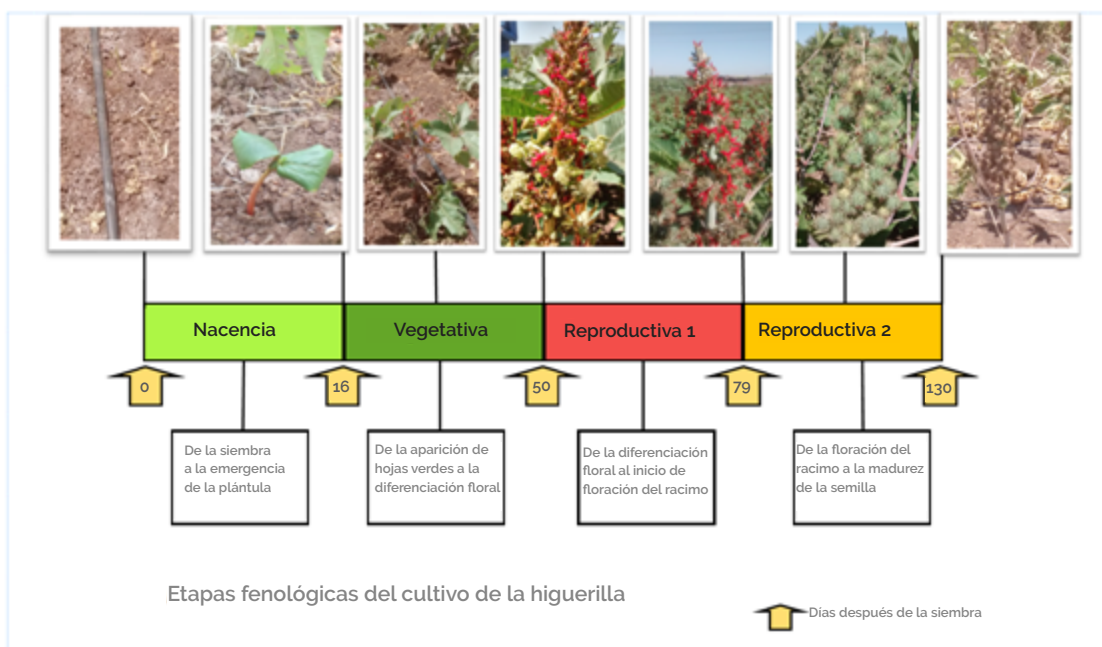 Nacencia
Vegetativa
Reproductiva 1
Reproductiva 2
0
16
50
79
130
De la siembra
a la emergencia
de la plántula
De la aparición de
hojas verdes a la
diferenciación floral
De la diferenciación
floral al inicio de
floración del racimo
De la floración del
racimo a la madurez
de la semilla
Etapas fenológicas del cultivo de la higuerilla
Días después de la siembra